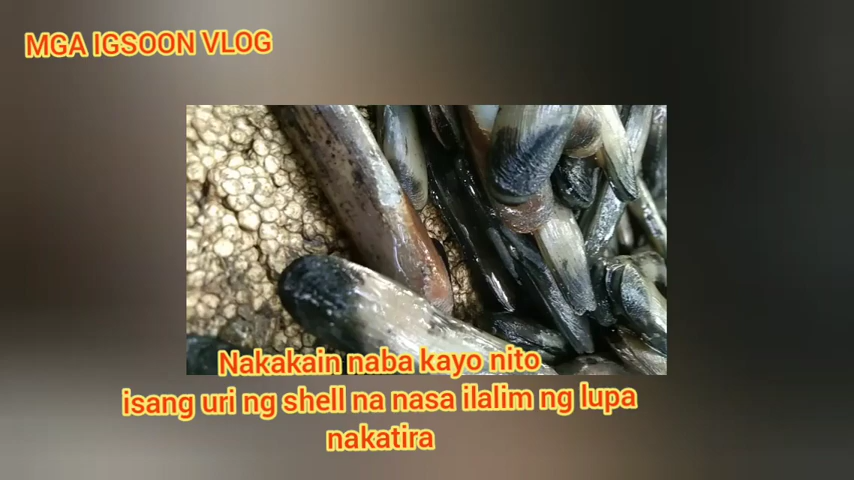 MGA IGSOON VLOG
Nakakain naba kayo nito
isang uri ng shell na nasa ilalim ng lupa
nakatira